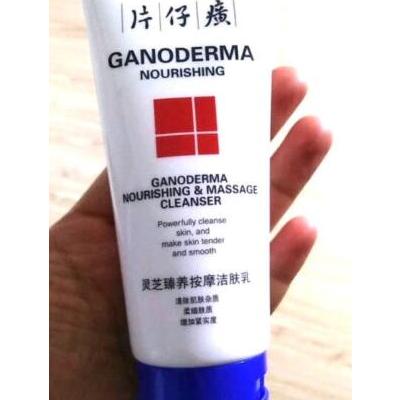 片仔癀
GANODERMA
NOURISHING
GANODERMA
NOURISHING & MASSAGE
CLEANSER
Powerfully cleanse
skin, and
make skin tender
and smooth
灵芝臻养按摩洁肤乳
清除肌肤杂质
柔细肤质
增加紧实度